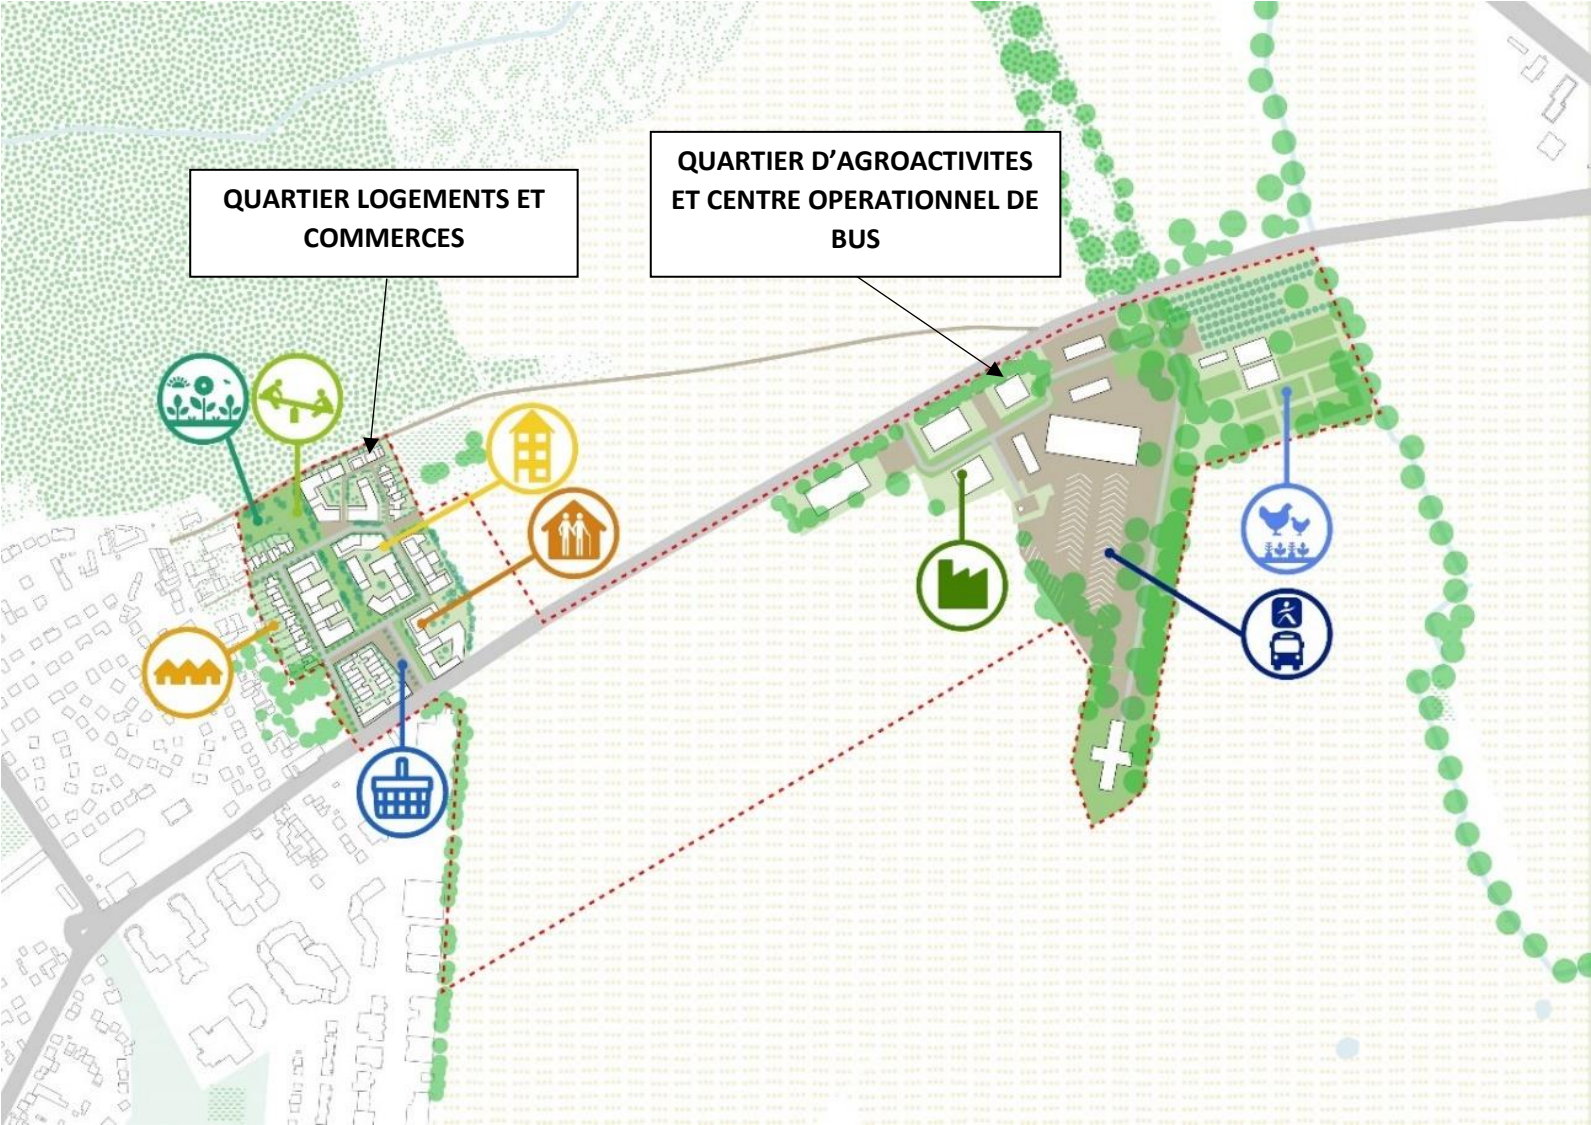 QUARTIER LOGEMENTS ET
COMMERCES
QUARTIER D’AGROACTIVITES
ET CENTRE OPERATIONNEL DE
BUS